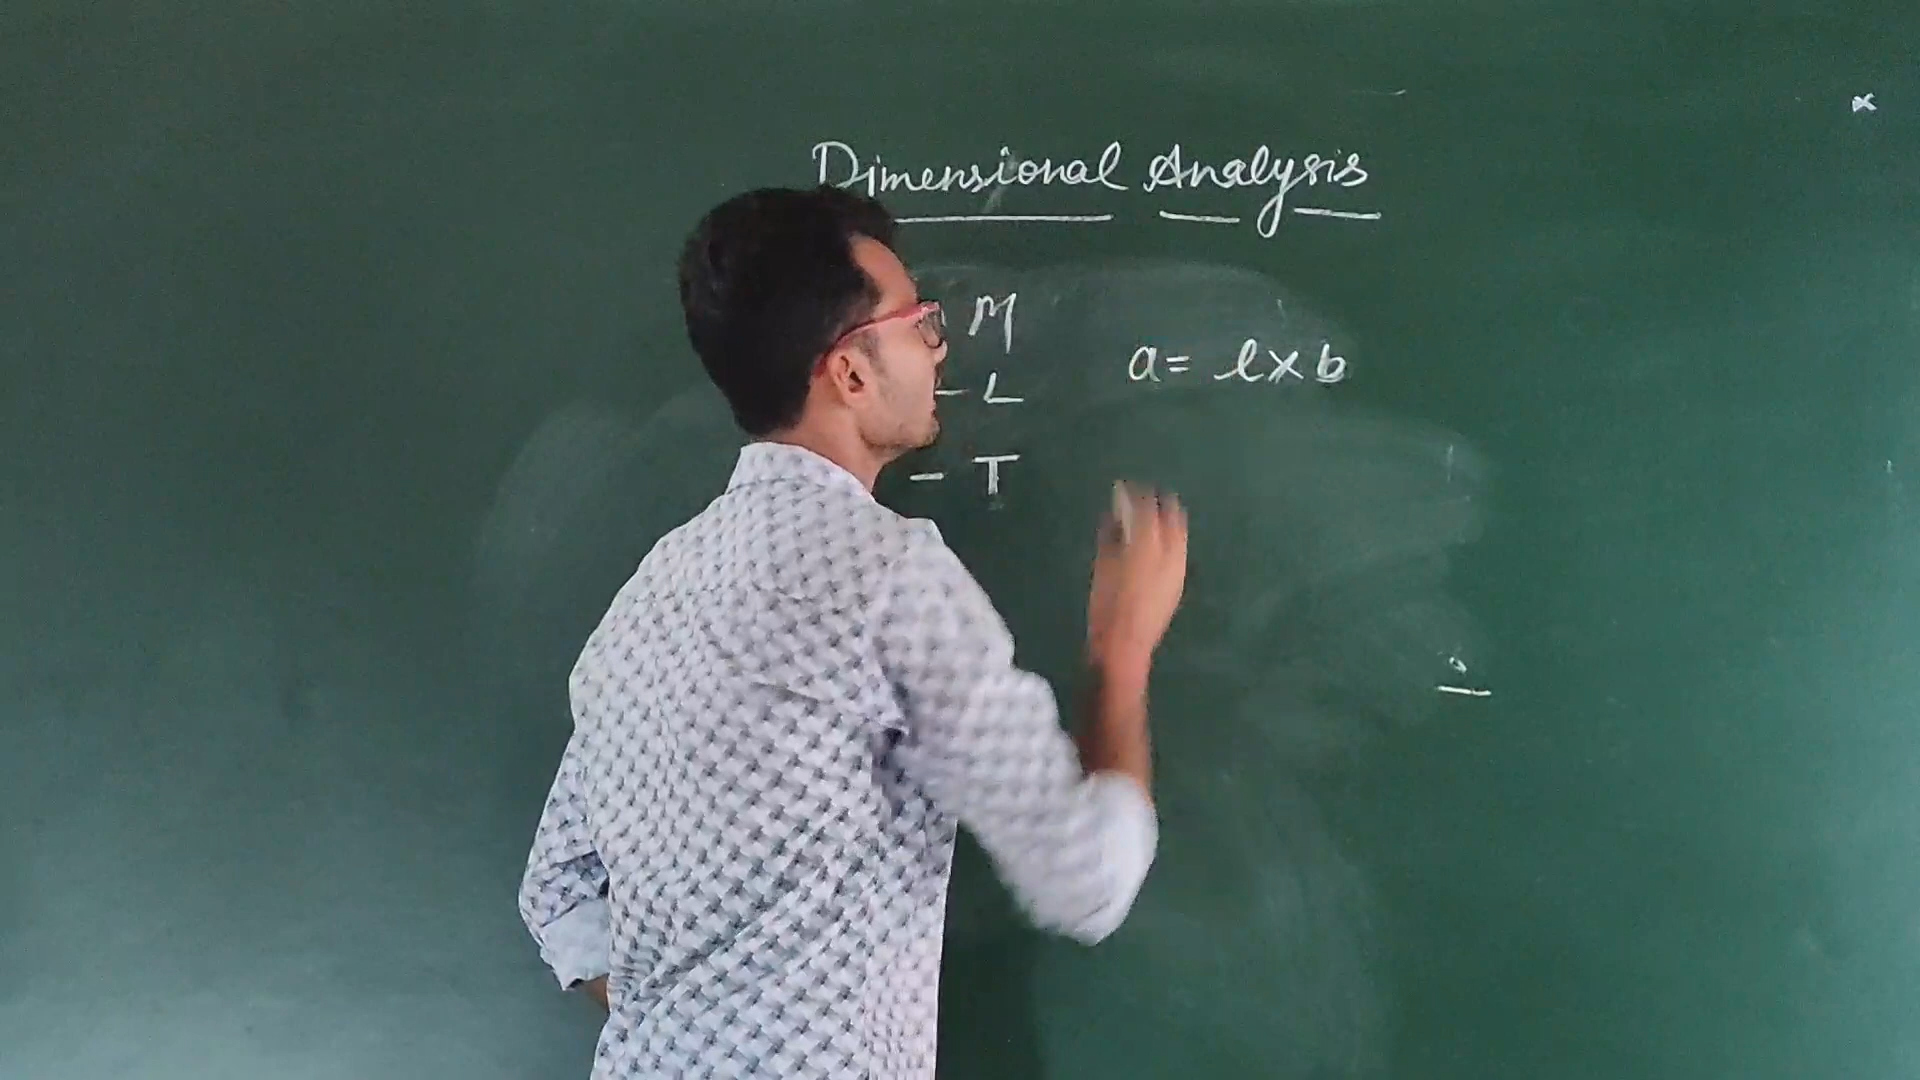 Dimensional Analysis
M
a= l×b
- L
- T